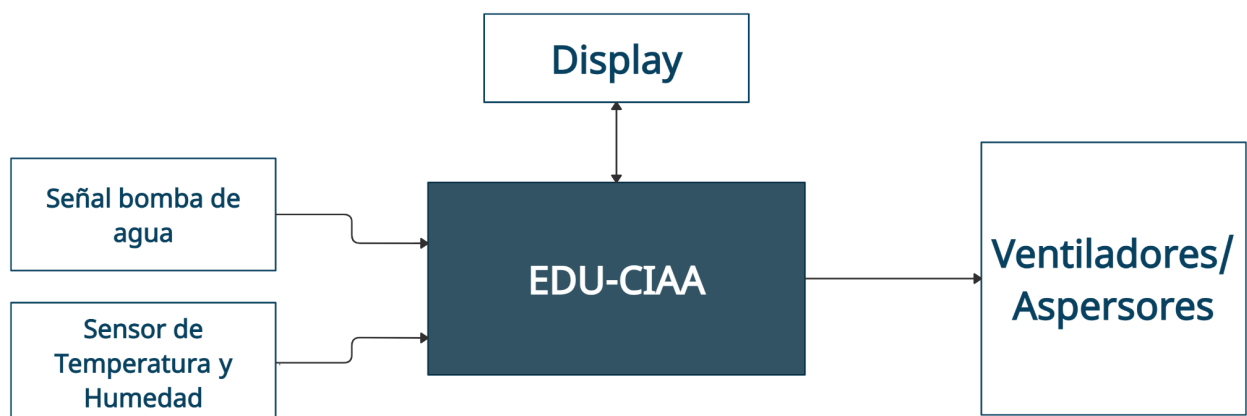 Display
Señal bomba de
agua
EDU-CIAA
Ventiladores/
Aspersores
Sensor de
Temperatura y
Humedad